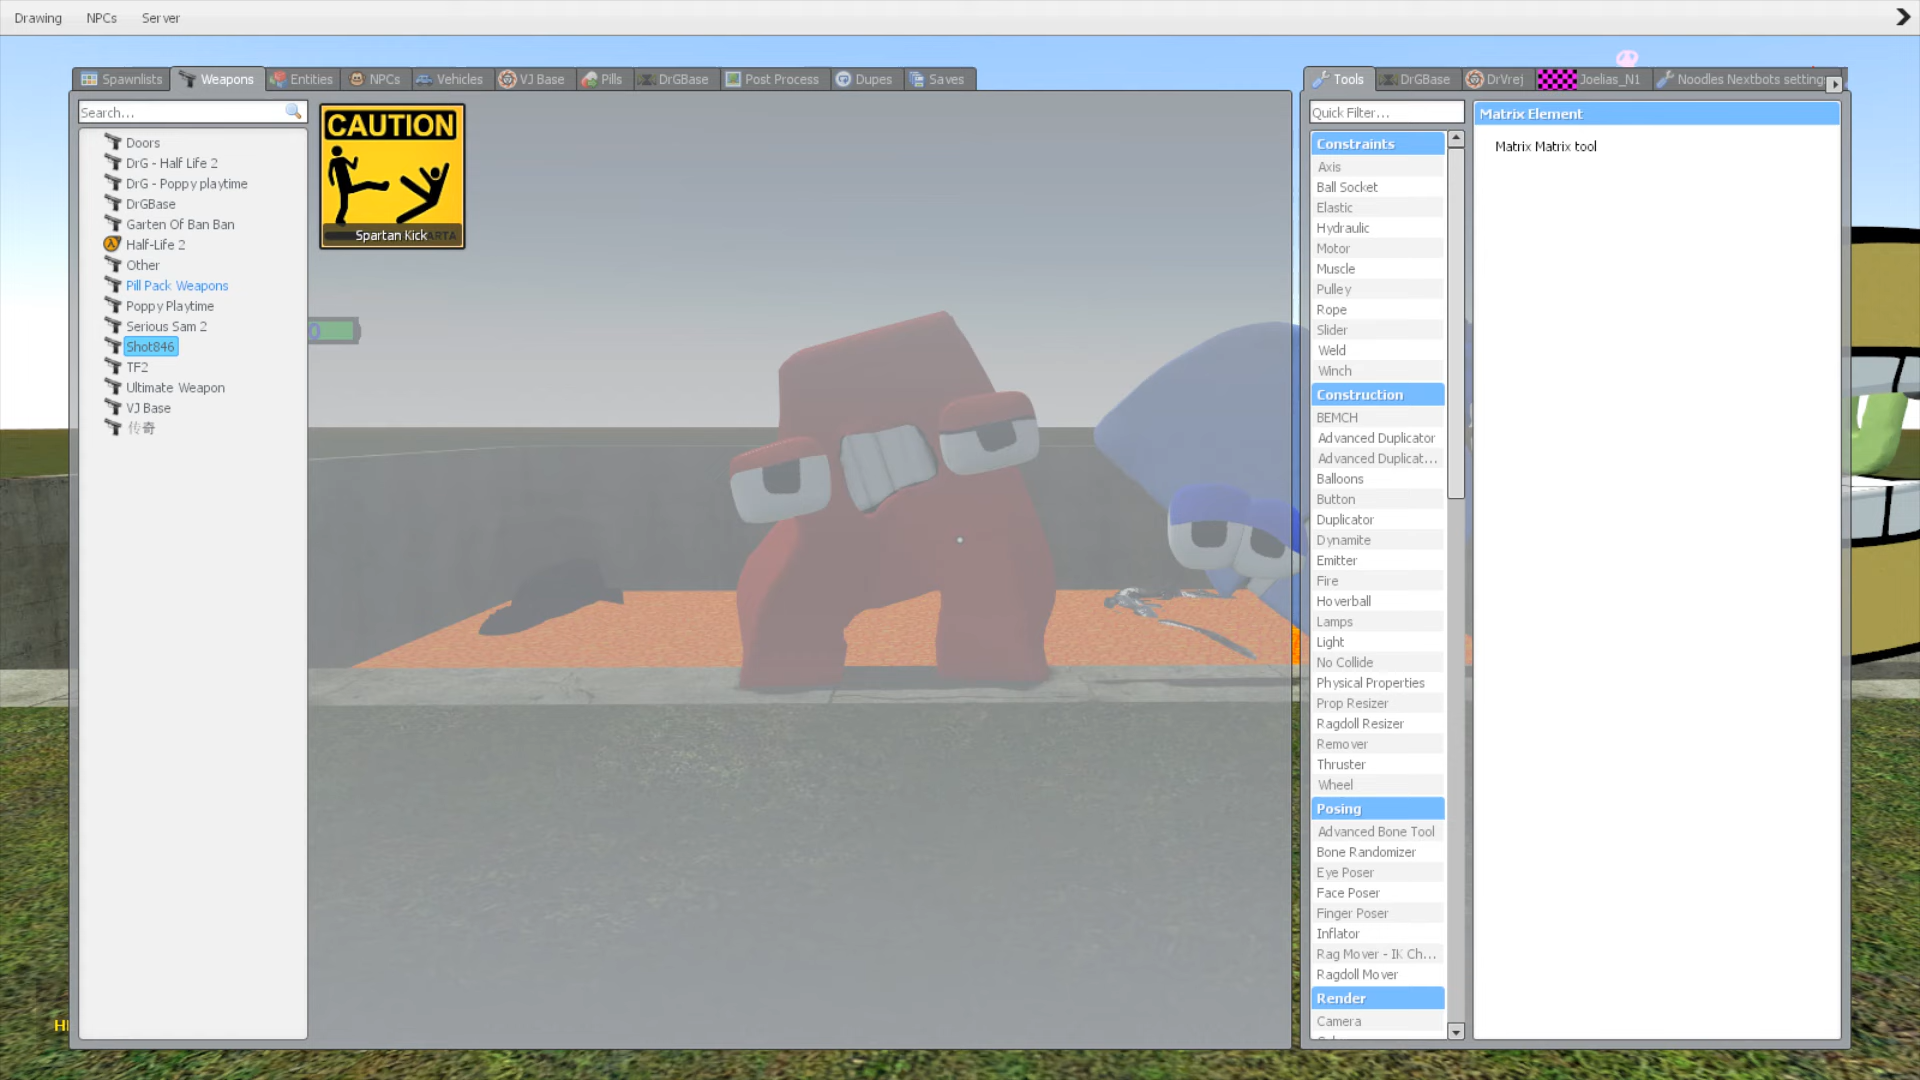 Drawing NPCs Server
Spawnlists Weapons Entities NPCs Vehicles VJ Base Pills DrGBase Post Process Dupes Saves
Search...
Doors
DrG - Half Life 2
DrG - Poppy playtime
DrGBase
Garten Of Ban Ban
Half-Life 2
Other
Pill Pack Weapons
Poppy Playtime
Serious Sam 2
Shot846
TF2
Ultimate Weapon
VJ Base
传奇
CAUTION
Spartan Kick
Tools DrGBase DrVrej Joelias_N1 Noodles Nextbots setting
Quick Filter...
Constraints
Axis
Ball Socket
Elastic
Hydraulic
Motor
Muscle
Pulley
Rope
Slider
Weld
Winch
Construction
BEMCH
Advanced Duplicator
Advanced Duplicat...
Balloons
Button
Duplicator
Dynamite
Emitter
Fire
Hoverball
Lamps
Light
No Collide
Physical Properties
Prop Resizer
Ragdoll Resizer
Remover
Thruster
Wheel
Posing
Advanced Bone Tool
Bone Randomizer
Eye Poser
Face Poser
Finger Poser
Inflator
Rag Mover - IK Ch...
Ragdoll Mover
Render
Camera
Matrix Element
Matrix Matrix tool